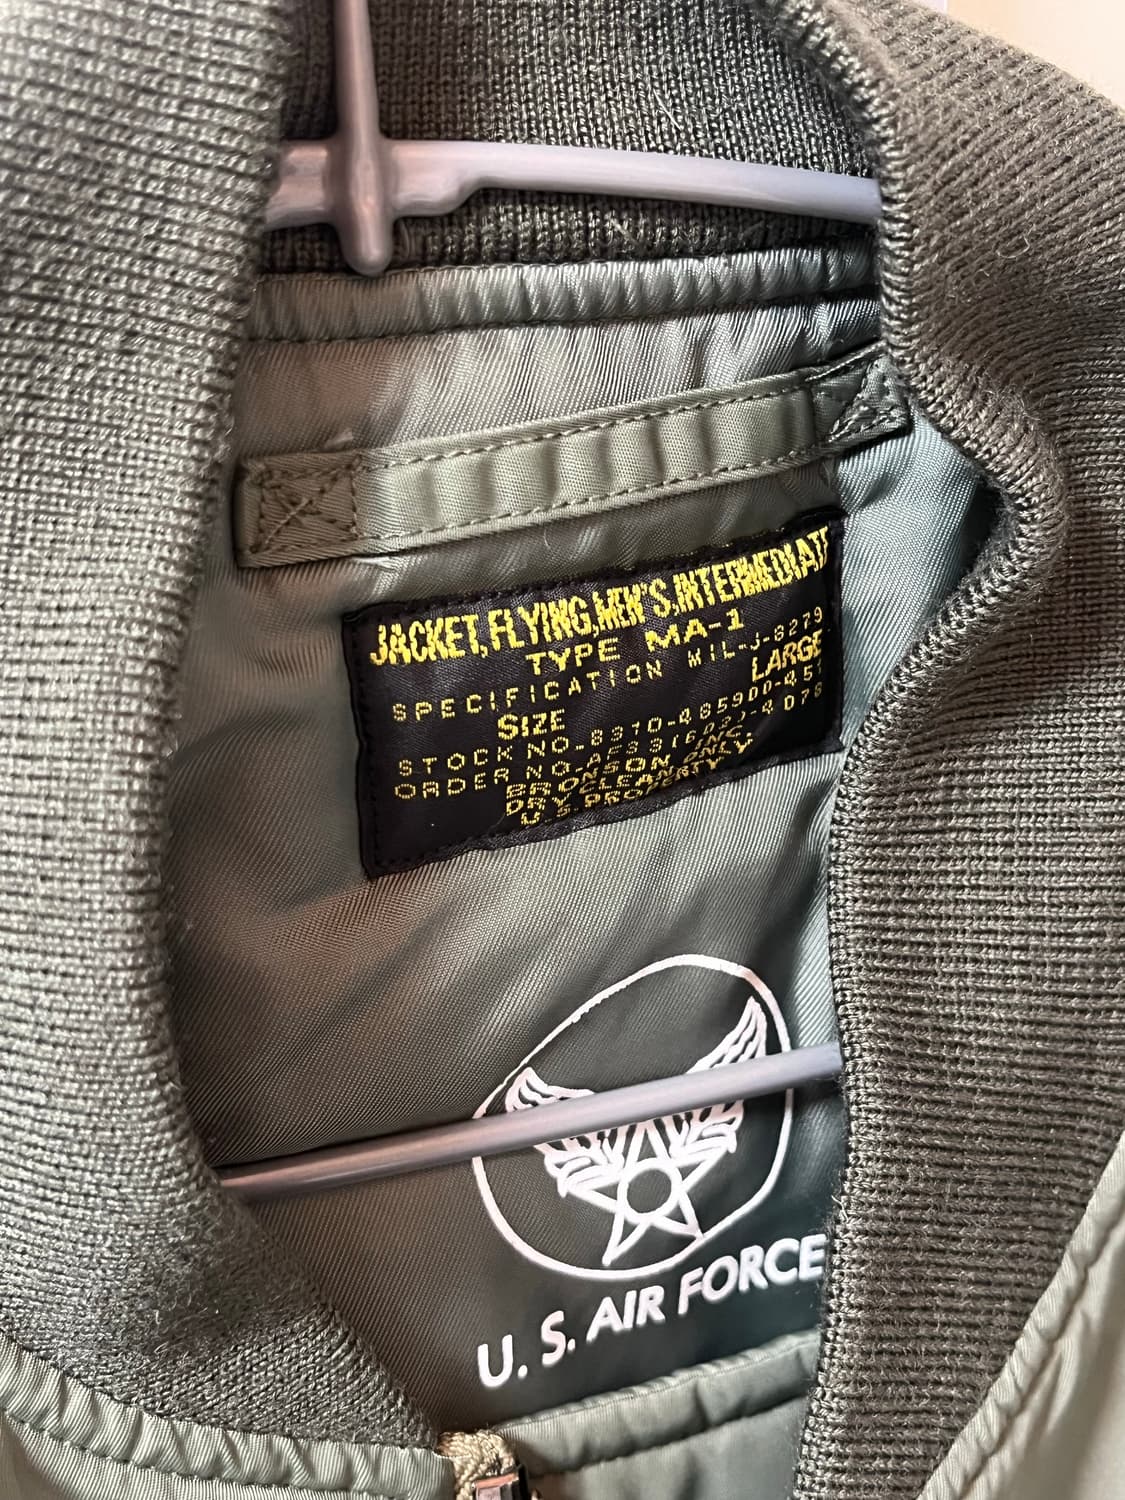 JACKET, FLYING, MEN'S, INTERMEDIATE
TYPE MA-1
SPECIFICATION MIL-J-8279
SIZE LARGE
STOCK NO-8310-485900-451
ORDER NO-AF33(602)-4078
BRONSON INC.
DRY CLEAN ONLY
U.S. PROPERTY
U. S. AIR FORCE